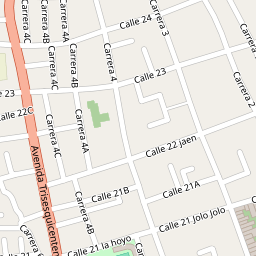 Carrera 4C
Carrera 4B
Calle 24
Carrera 3
Carrera 4B
Carrera 4A
Carrera 4
Calle 23
Carrera 2
23
Calle 22C
Carrera 4C
Carrera 4A
Calle 22 jaen
Avenida Trisesquicenten
Calle 21B
Calle 21A
Carrera 4B
Calle 21 Jolo Jolo
Carrera
Calle 21 la hoyo